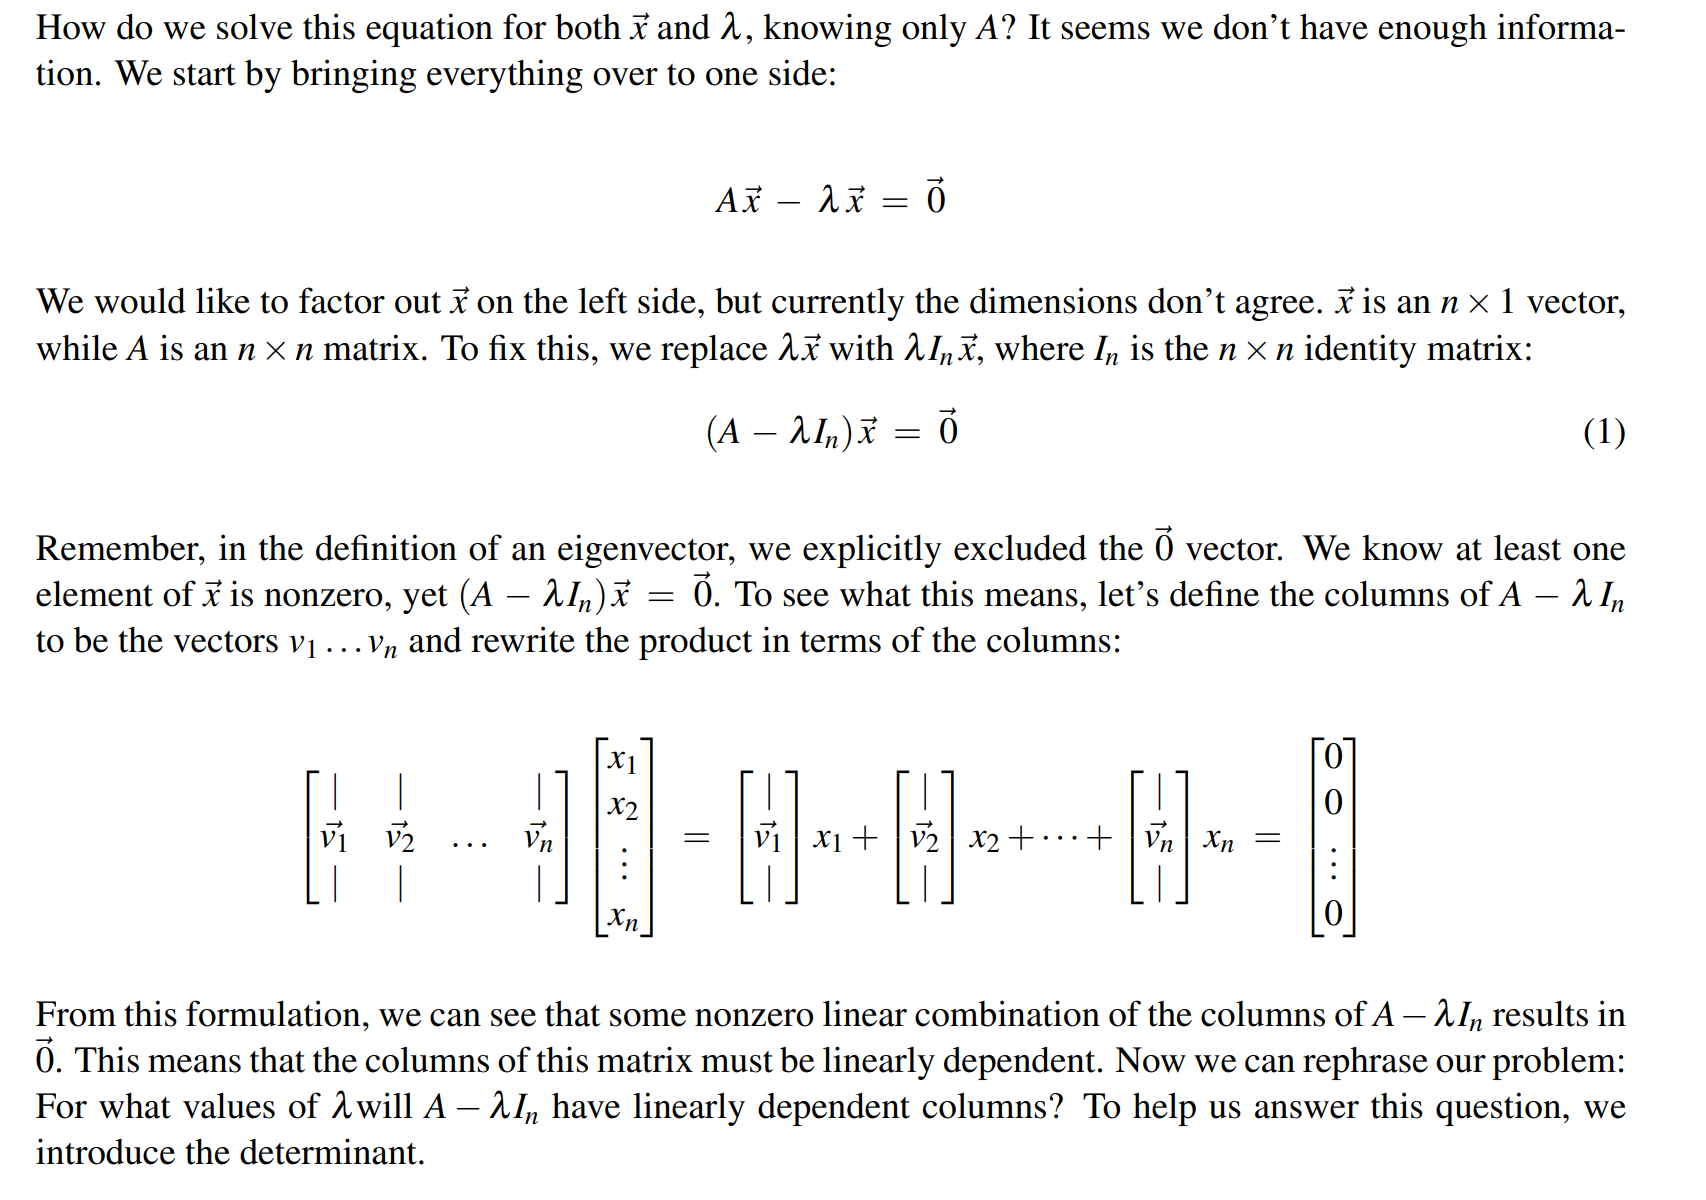 How do we solve this equation for both $\vec{x}$ and $\lambda$, knowing only $A$? It seems we don’t have enough informa-
tion. We start by bringing everything over to one side:
$A\vec{x} - \lambda\vec{x} = \vec{0}$
We would like to factor out $\vec{x}$ on the left side, but currently the dimensions don’t agree. $\vec{x}$ is an $n \times 1$ vector,
while $A$ is an $n \times n$ matrix. To fix this, we replace $\lambda\vec{x}$ with $\lambda I_n\vec{x}$, where $I_n$ is the $n \times n$ identity matrix:
$(A - \lambda I_n)\vec{x} = \vec{0}$ (1)
Remember, in the definition of an eigenvector, we explicitly excluded the $\vec{0}$ vector. We know at least one
element of $\vec{x}$ is nonzero, yet $(A - \lambda I_n)\vec{x} = \vec{0}$. To see what this means, let’s define the columns of $A - \lambda I_n$
to be the vectors $v_1 \ldots v_n$ and rewrite the product in terms of the columns:
$\begin{bmatrix} | & | & & | \\ \vec{v}_1 & \vec{v}_2 & \ldots & \vec{v}_n \\ | & | & & | \end{bmatrix} \begin{bmatrix} x_1 \\ x_2 \\ \vdots \\ x_n \end{bmatrix} = \begin{bmatrix} | \\ \vec{v}_1 \\ | \end{bmatrix} x_1 + \begin{bmatrix} | \\ \vec{v}_2 \\ | \end{bmatrix} x_2 + \cdots + \begin{bmatrix} | \\ \vec{v}_n \\ | \end{bmatrix} x_n = \begin{bmatrix} 0 \\ 0 \\ \vdots \\ 0 \end{bmatrix}$
From this formulation, we can see that some nonzero linear combination of the columns of $A - \lambda I_n$ results in
$\vec{0}$. This means that the columns of this matrix must be linearly dependent. Now we can rephrase our problem:
For what values of $\lambda$ will $A - \lambda I_n$ have linearly dependent columns? To help us answer this question, we
introduce the determinant.